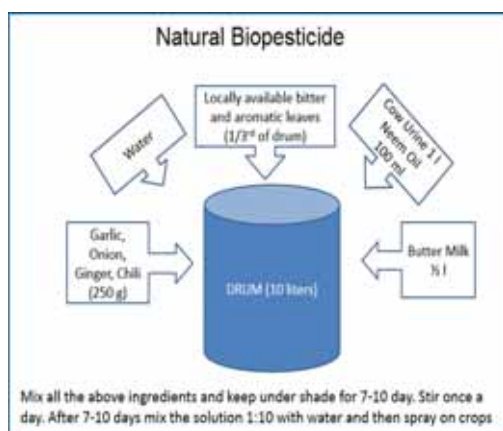 Natural Biopesticide
Water
Locally available bitter
and aromatic leaves
(1/3rd of drum)
Cow Urine 1 l
Neem Oil
100 ml
Garlic,
Onion,
Ginger, Chili
(250 g)
DRUM (10 liters)
Butter Milk
½ l
Mix all the above ingredients and keep under shade for 7-10 day. Stir once a
day. After 7-10 days mix the solution 1:10 with water and then spray on crops